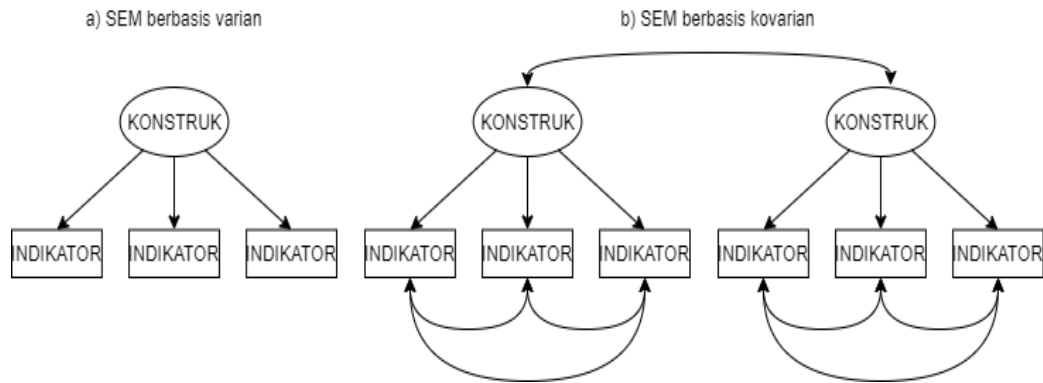 a) SEM berbasis varian
b) SEM berbasis kovarian
KONSTRUK
KONSTRUK
KONSTRUK
INDIKATOR
INDIKATOR
INDIKATOR
INDIKATOR
INDIKATOR
INDIKATOR
INDIKATOR
INDIKATOR
INDIKATOR